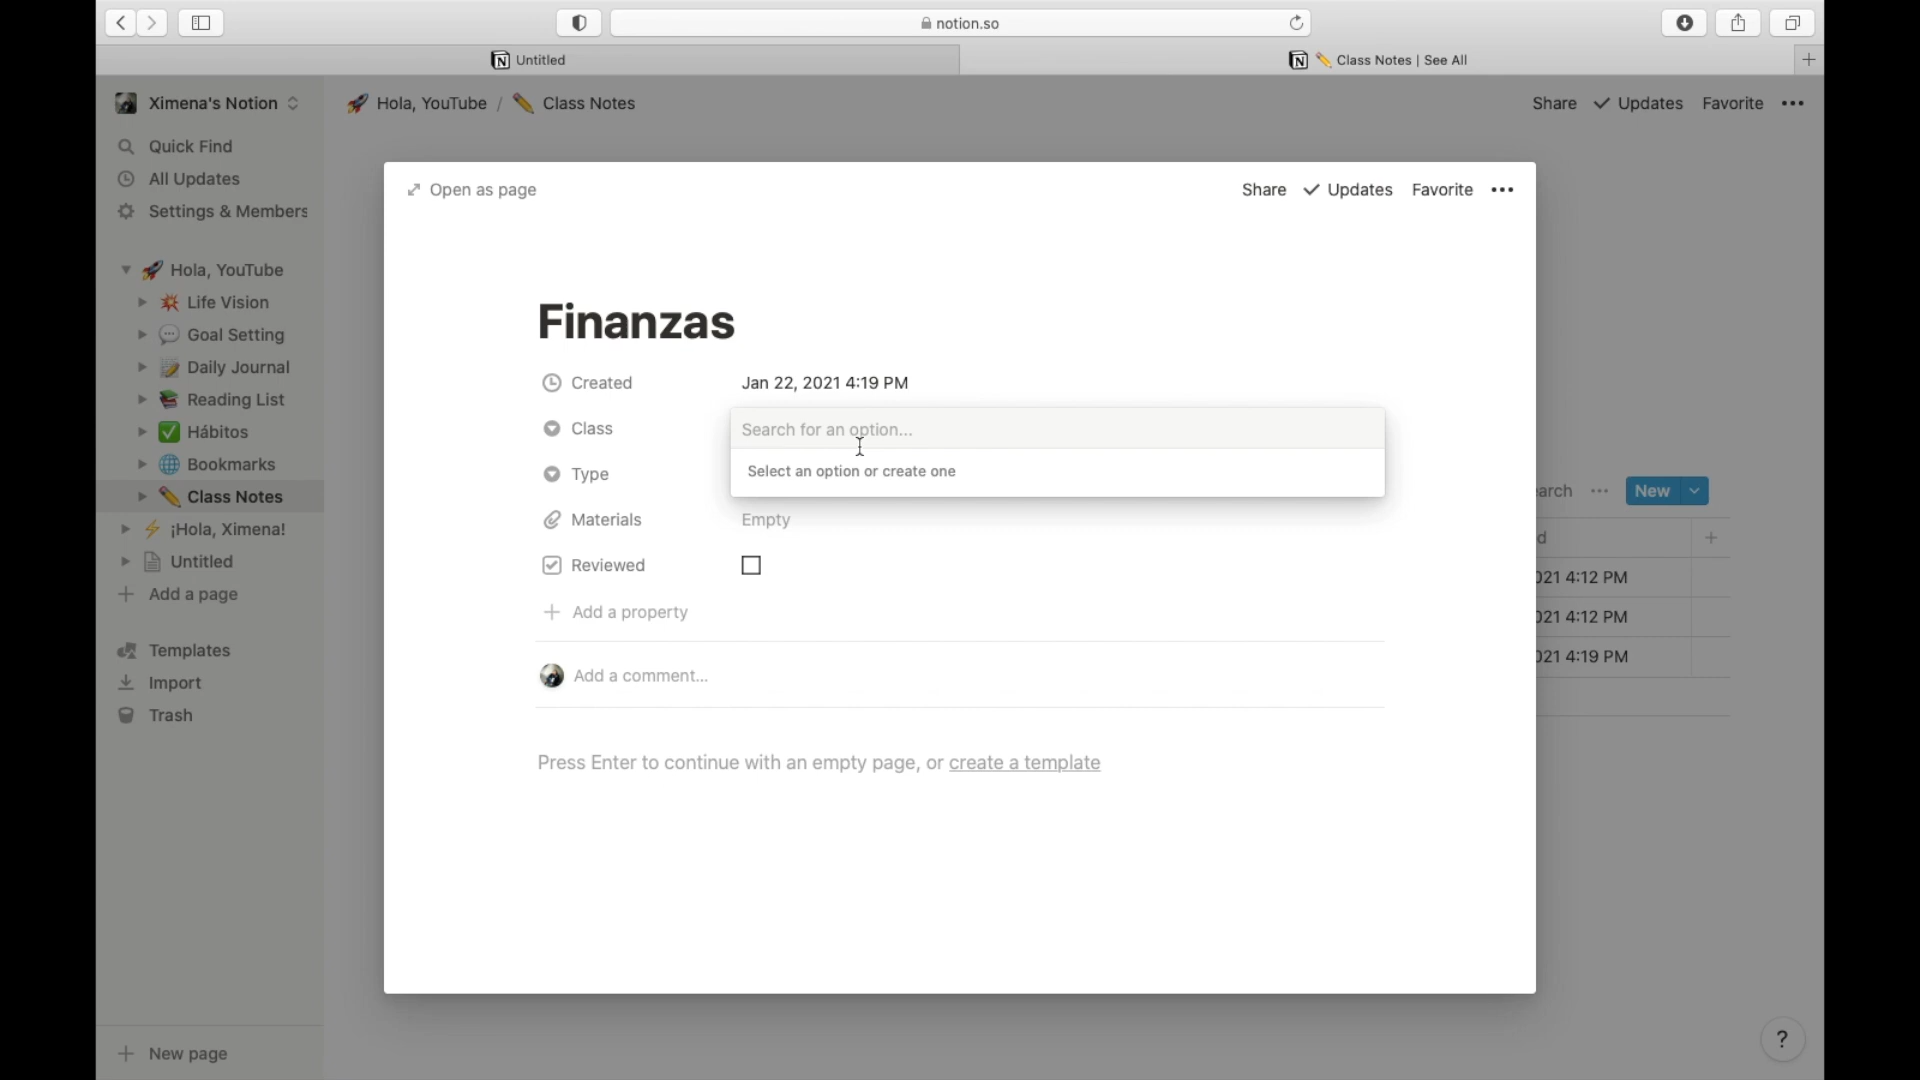 notion.so
Untitled
Class Notes | See All
Ximena's Notion
Hola, YouTube / Class Notes
Share Updates Favorite
Quick Find
All Updates
Settings & Members
Hola, YouTube
Life Vision
Goal Setting
Daily Journal
Reading List
Hábitos
Bookmarks
Class Notes
¡Hola, Ximena!
Untitled
Add a page
Templates
Import
Trash
New page
Open as page
Share Updates Favorite
Finanzas
Created Jan 22, 2021 4:19 PM
Class Search for an option...
Select an option or create one
Type
Materials Empty
Reviewed
Add a property
Add a comment...
Press Enter to continue with an empty page, or create a template
New
021 4:12 PM
021 4:12 PM
021 4:19 PM
?